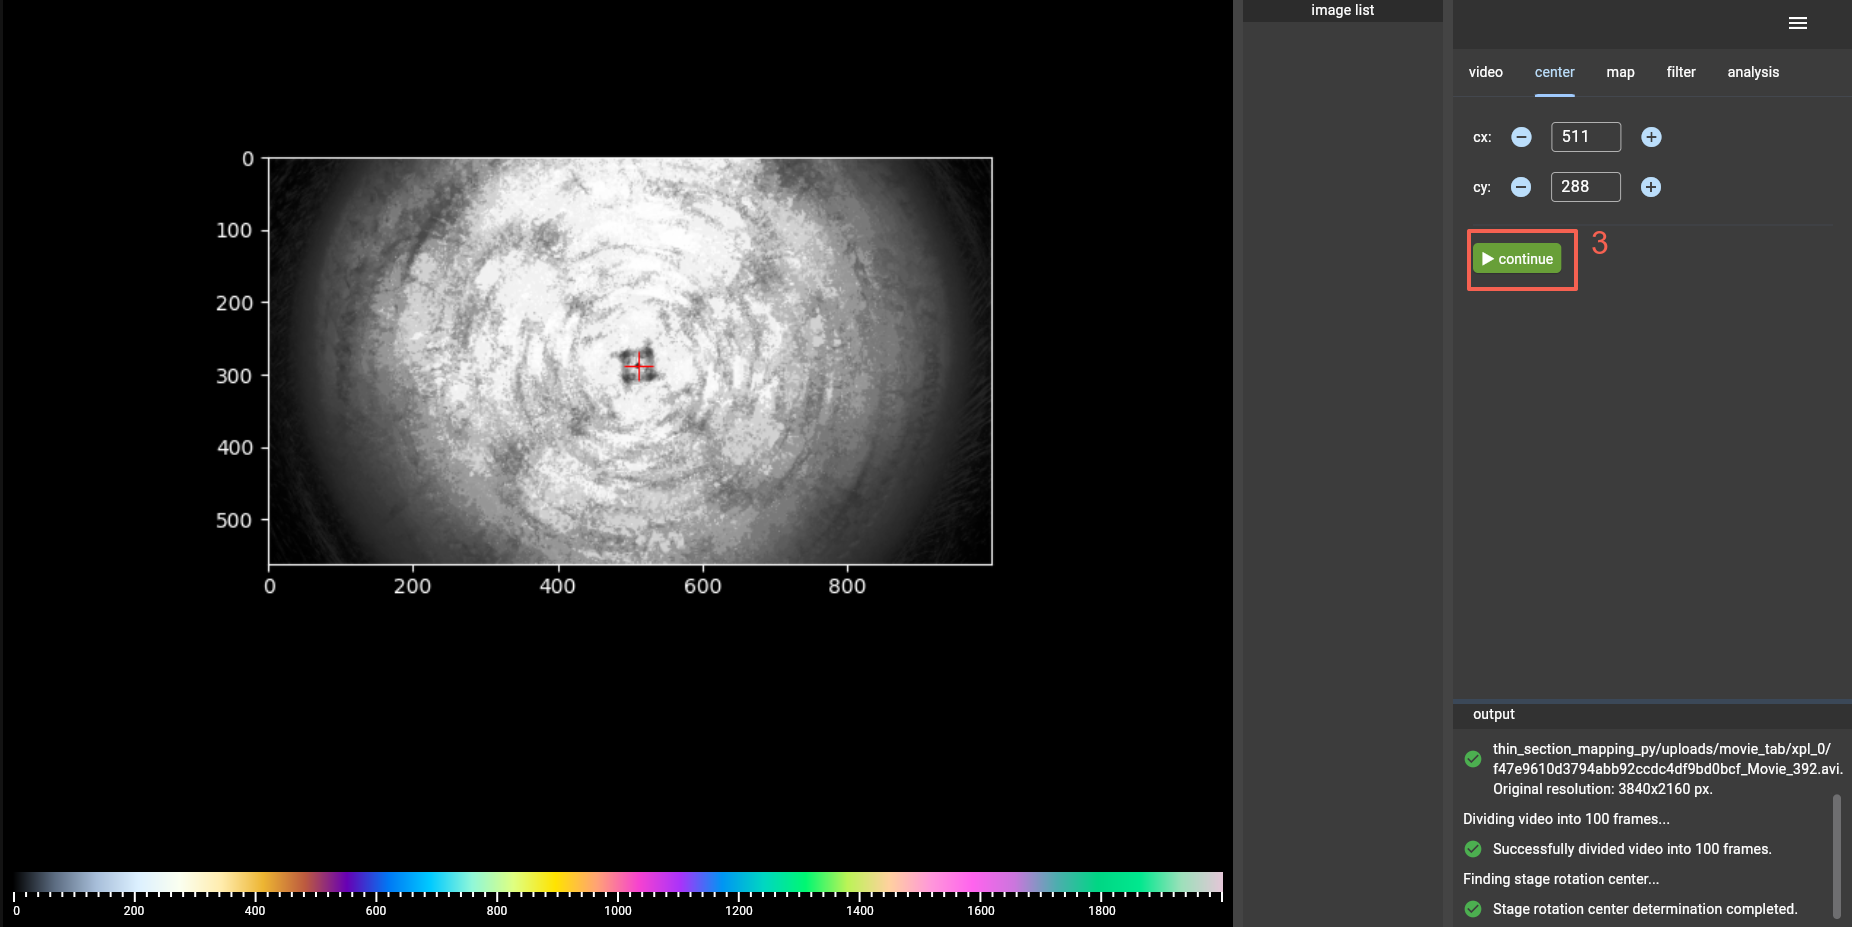 image list
video center map filter analysis
cx: 511
cy: 288
continue
3
0
100
200
300
400
500
0 200 400 600 800
0 200 400 600 800 1000 1200 1400 1600 1800
output
thin_section_mapping_py/uploads/movie_tab/xpl_0/
f47e9610d3794abb92ccdc4df9bd0bcf_Movie_392.avi.
Original resolution: 3840x2160 px.
Dividing video into 100 frames...
Successfully divided video into 100 frames.
Finding stage rotation center...
Stage rotation center determination completed.